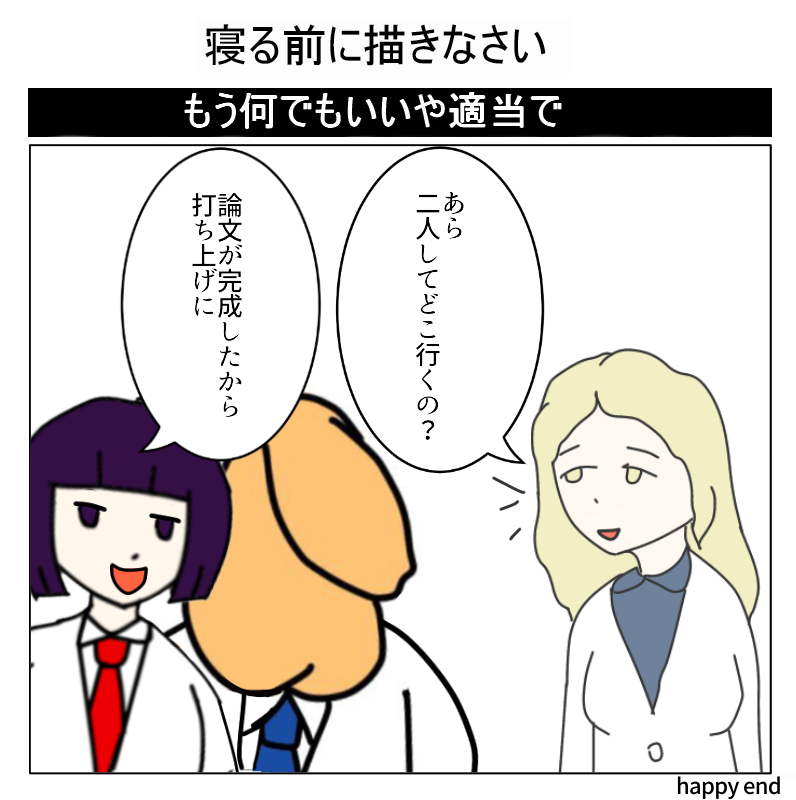 寝る前に描きなさい
もう何でもいいや適当で
あら
二人してどこ行くの？
論文が完成したから
打ち上げに
happy end